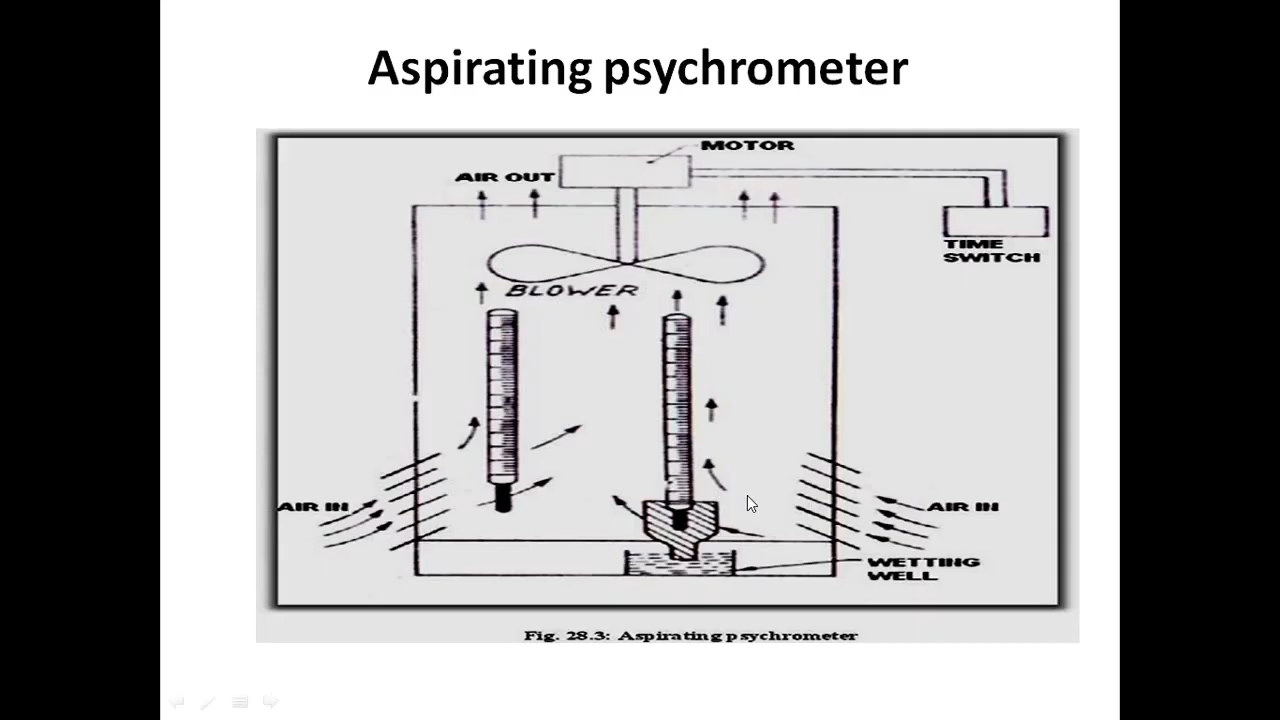 Aspirating psychrometer
MOTOR
AIR OUT
TIME
SWITCH
BLOWER
AIR IN
AIR IN
WETTING
WELL
Fig. 28.3: Aspirating psychrometer